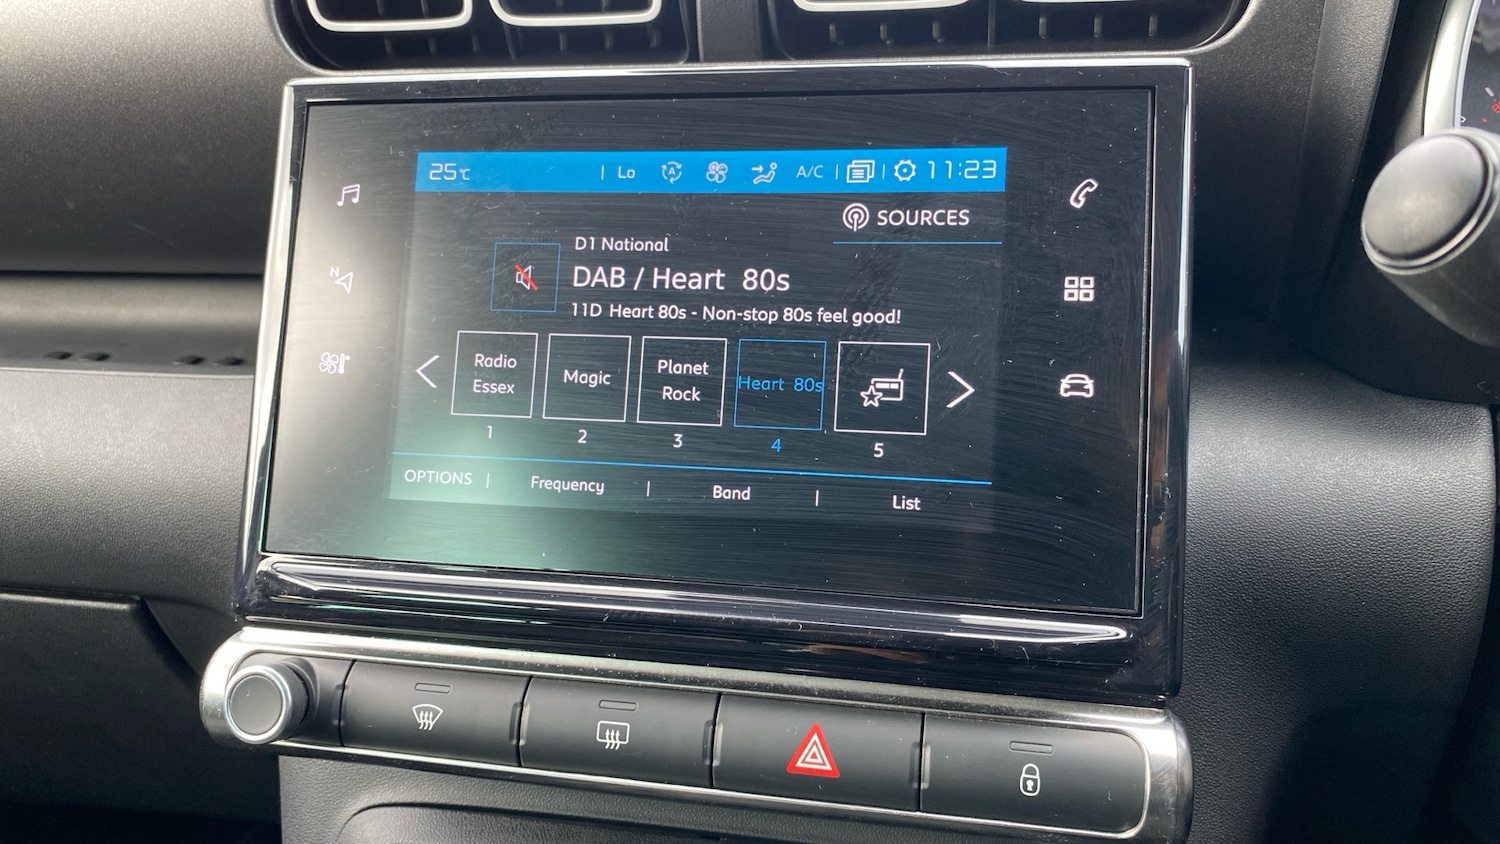 25°C | Lo A/C | | 11:23
SOURCES
D1 National
DAB / Heart 80s
11D Heart 80s - Non-stop 80s feel good!
N
Radio
Essex
Magic
Planet
Rock
Heart 80s
1
2
3
4
5
OPTIONS | Frequency | Band | List